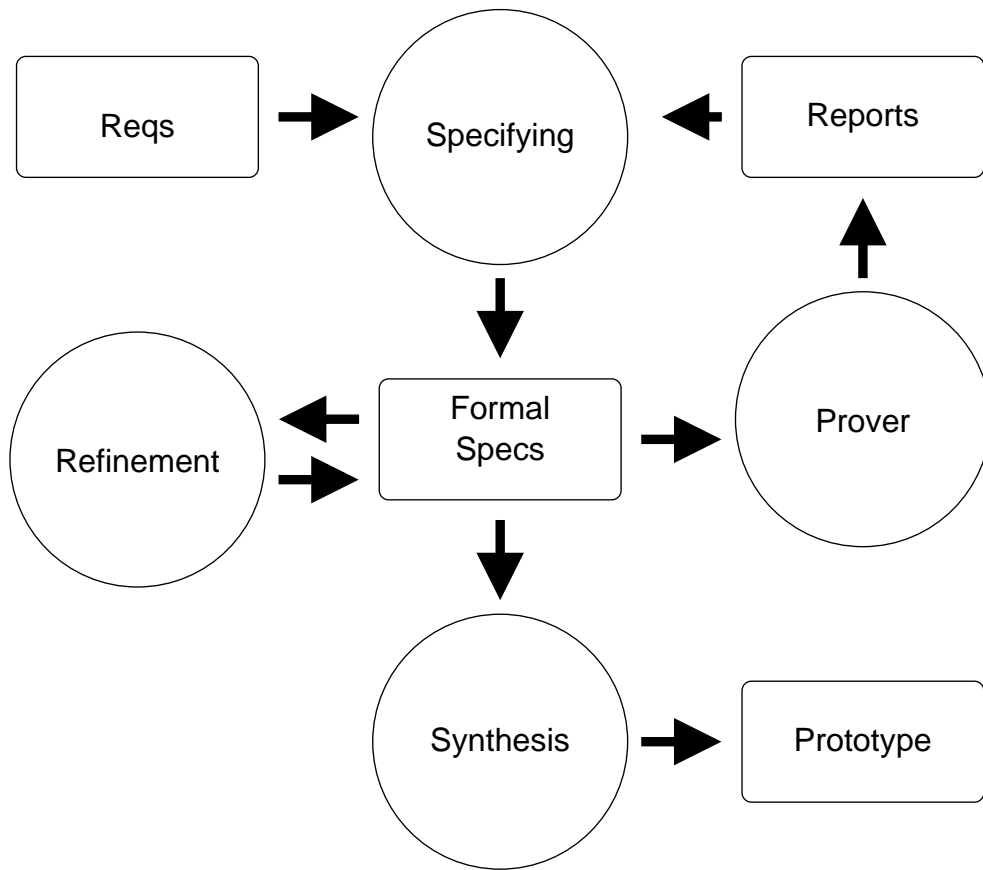 Reqs
Specifying
Reports
Refinement
Formal
Specs
Prover
Synthesis
Prototype